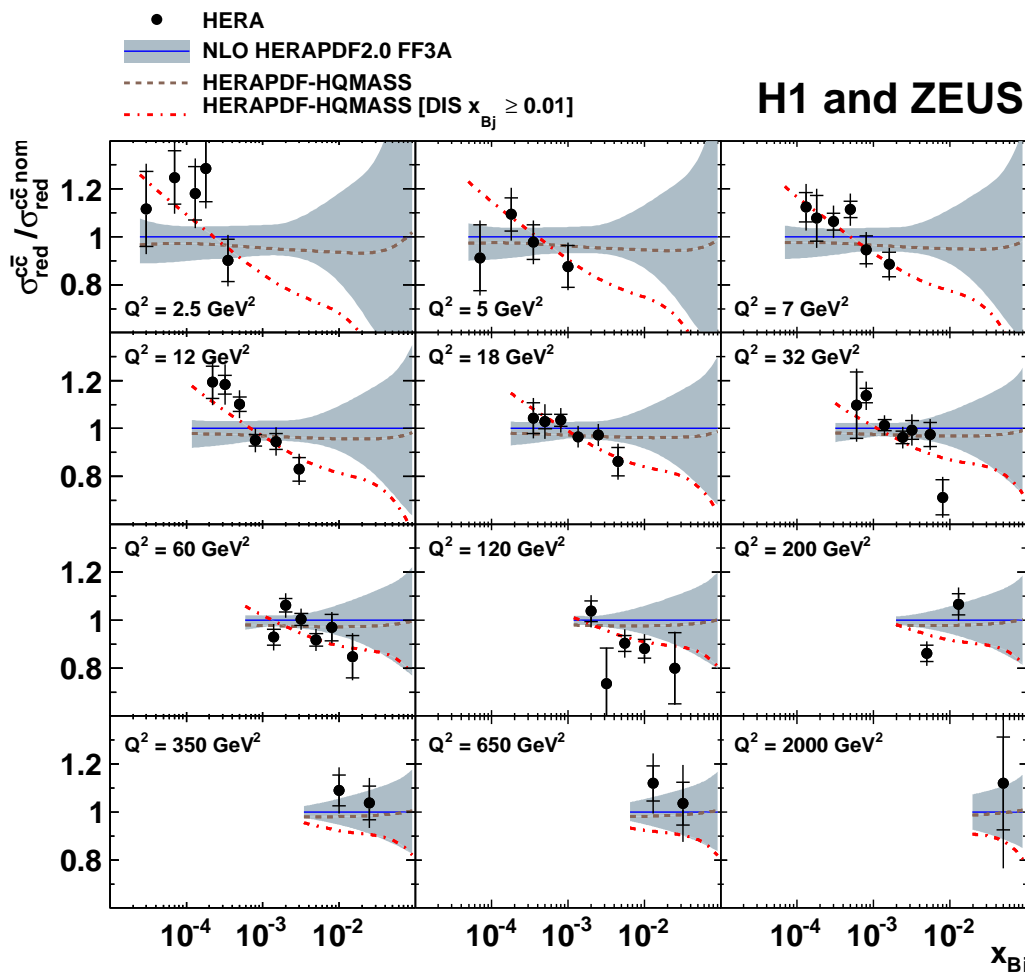 HERA
NLO HERAPDF2.0 FF3A
HERAPDF-HQMASS
HERAPDF-HQMASS [DIS x_Bj ≥ 0.01]
H1 and ZEUS
σ_red^cc̄ / σ_red^cc̄ nom
1.2
1
0.8
Q² = 2.5 GeV²
Q² = 5 GeV²
Q² = 7 GeV²
1.2
1
0.8
Q² = 12 GeV²
Q² = 18 GeV²
Q² = 32 GeV²
1.2
1
0.8
Q² = 60 GeV²
Q² = 120 GeV²
Q² = 200 GeV²
1.2
1
0.8
Q² = 350 GeV²
Q² = 650 GeV²
Q² = 2000 GeV²
10⁻⁴ 10⁻³ 10⁻² 10⁻⁴ 10⁻³ 10⁻² 10⁻⁴ 10⁻³ 10⁻²
x_Bj